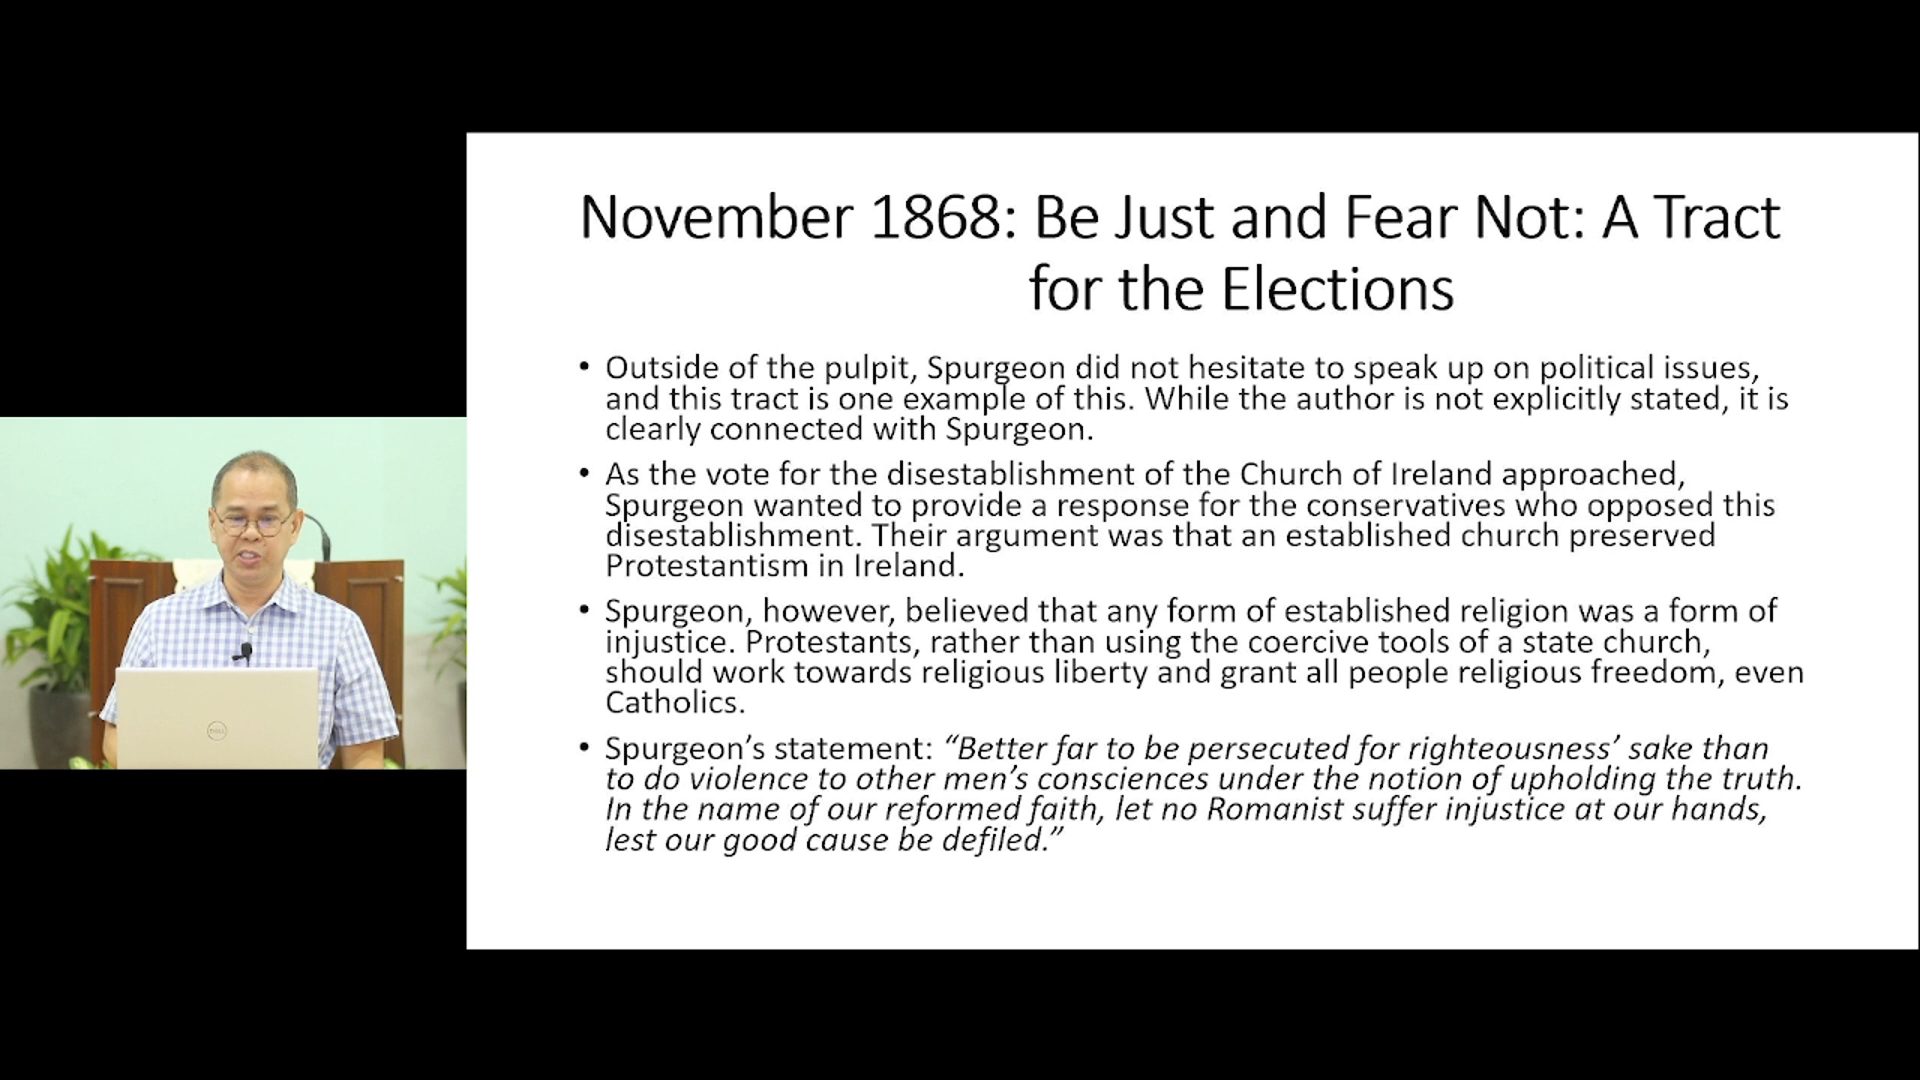 November 1868: Be Just and Fear Not: A Tract
for the Elections
• Outside of the pulpit, Spurgeon did not hesitate to speak up on political issues,
and this tract is one example of this. While the author is not explicitly stated, it is
clearly connected with Spurgeon.
• As the vote for the disestablishment of the Church of Ireland approached,
Spurgeon wanted to provide a response for the conservatives who opposed this
disestablishment. Their argument was that an established church preserved
Protestantism in Ireland.
• Spurgeon, however, believed that any form of established religion was a form of
injustice. Protestants, rather than using the coercive tools of a state church,
should work towards religious liberty and grant all people religious freedom, even
Catholics.
• Spurgeon’s statement: “Better far to be persecuted for righteousness’ sake than
to do violence to other men’s consciences under the notion of upholding the truth.
In the name of our reformed faith, let no Romanist suffer injustice at our hands,
lest our good cause be defiled.”
DELL